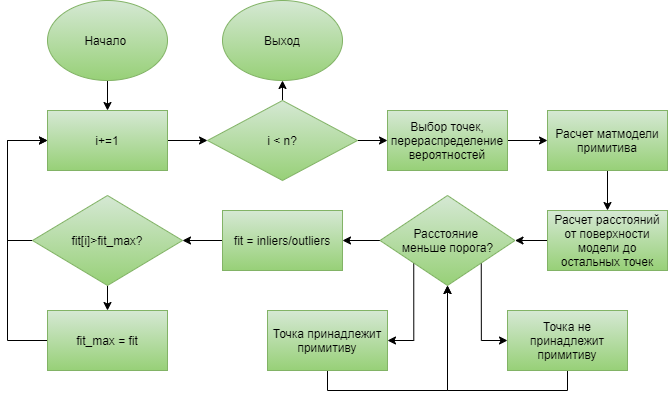 Начало
Выход
i+=1
i < n?
Выбор точек,
перераспределение
вероятностей
Расчет матмодели
примитива
fit[i]>fit_max?
fit = inliers/outliers
Расстояние
меньше порога?
Расчет расстояний
от поверхности
модели до
остальных точек
fit_max = fit
Точка принадлежит
примитиву
Точка не
принадлежит
примитиву